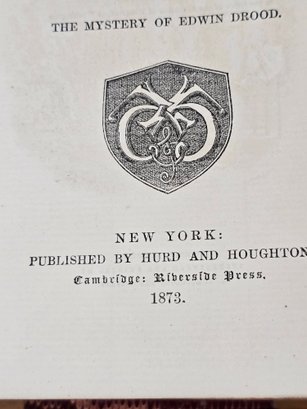 THE MYSTERY OF EDWIN DROOD.
NEW YORK:
PUBLISHED BY HURD AND HOUGHTON
Cambridge: Riverside Press.
1873.